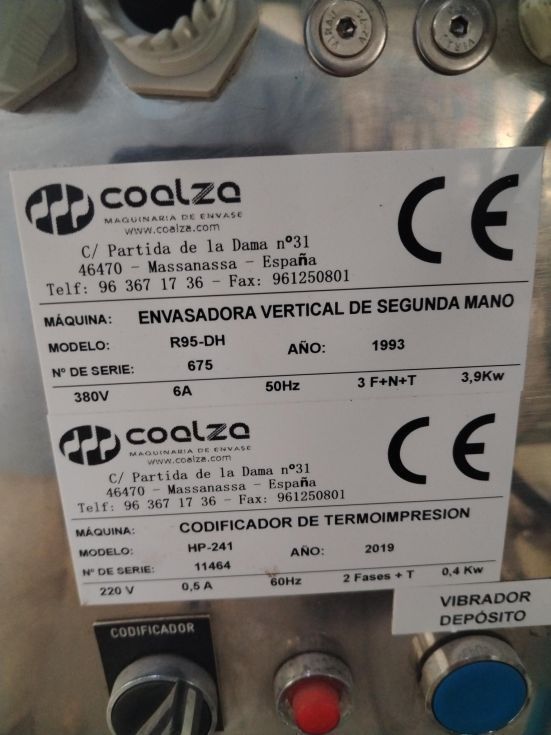 coalza
MAQUINARIA DE ENVASE
www.coalza.com
CE
C/ Partida de la Dama nº31
46470 - Massanassa - España
Telf: 96 367 17 36 - Fax: 961250801
MÁQUINA: ENVASADORA VERTICAL DE SEGUNDA MANO
MODELO: R95-DH AÑO: 1993
Nº DE SERIE: 675
380V 6A 50Hz 3 F+N+T 3,9Kw
coalza
MAQUINARIA DE ENVASE
www.coalza.com
CE
C/ Partida de la Dama nº31
46470 - Massanassa - España
Telf: 96 367 17 36 - Fax: 961250801
MÁQUINA: CODIFICADOR DE TERMOIMPRESION
MODELO: HP-241 AÑO: 2019
Nº DE SERIE: 11464
220 V 0,5 A 60Hz 2 Fases + T 0,4 Kw
VIBRADOR
DEPÓSITO
CODIFICADOR